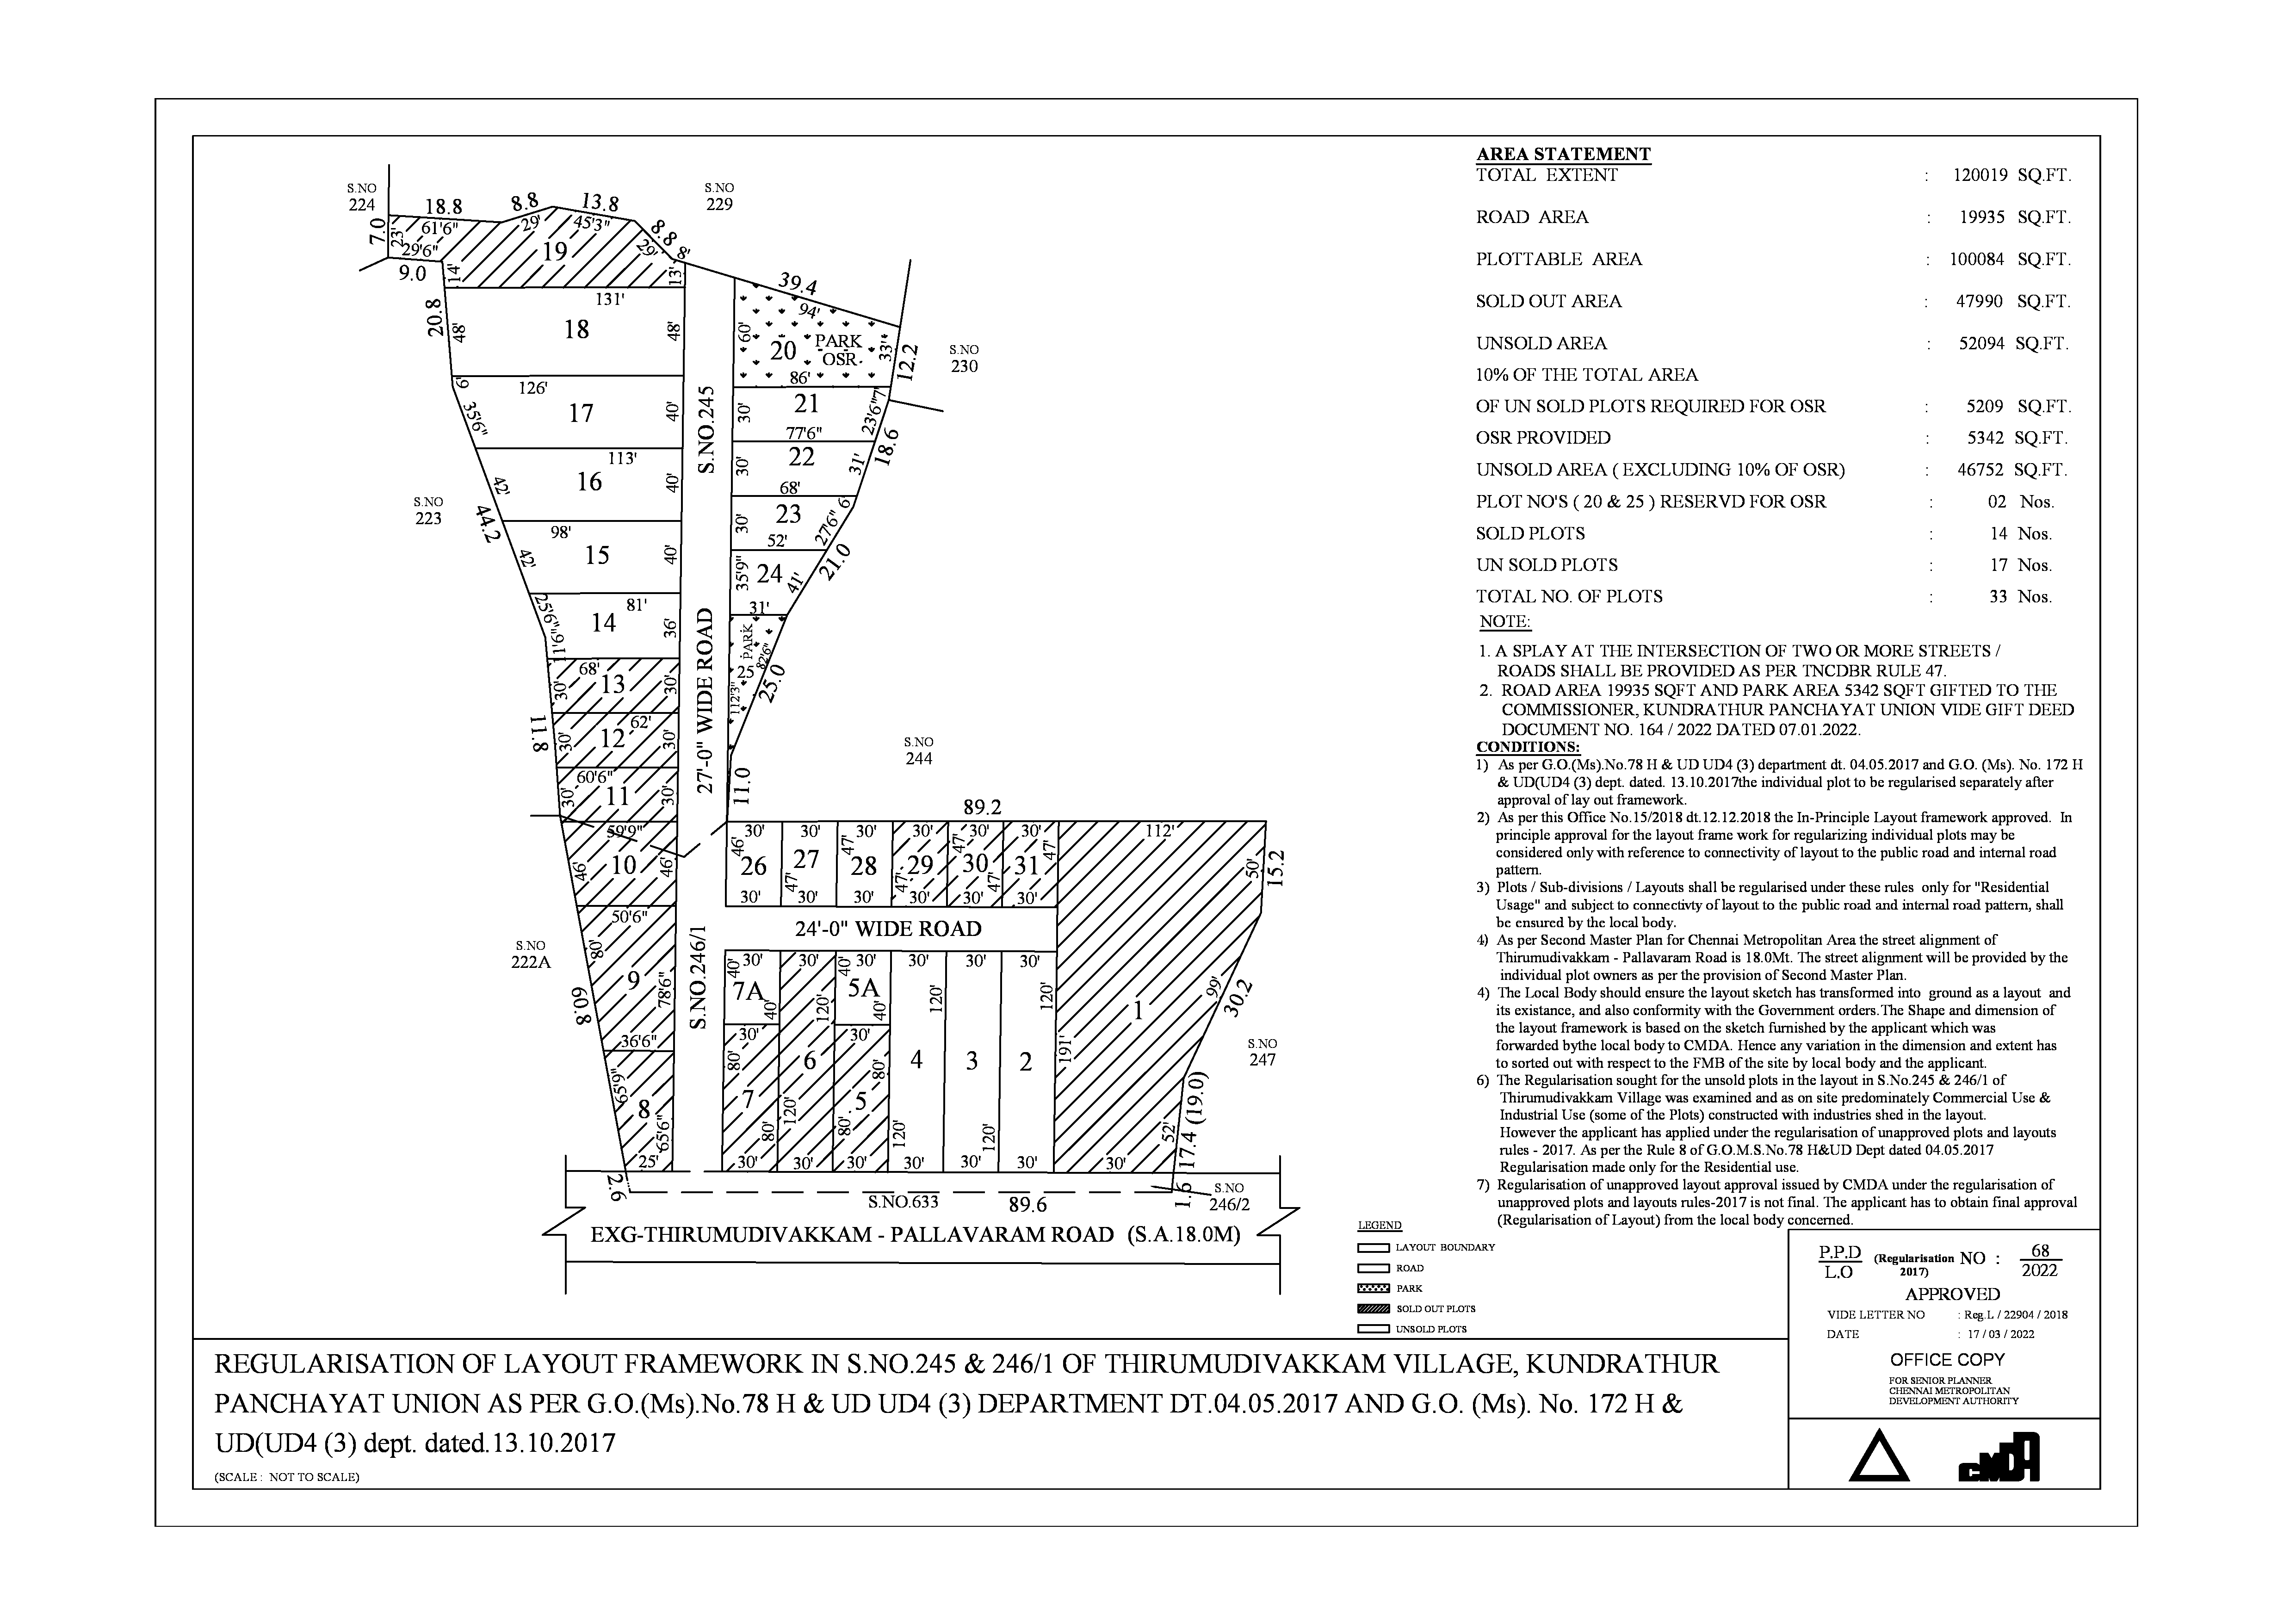 S.NO
224
S.NO
229
18.8
8.8
13.8
8.8
7.0
23'
61'6"
29'
45'3"
29'
8'
29'6"
19
9.0
14'
13'
131'
39.4
94'
20.8
48'
18
48'
60'
20
PARK
OSR
33'
12.2
S.NO
230
86'
6'
126'
35'6"
17
40'
S.NO.245
30'
21
7'
23'6"
77'6"
18.6
113'
16
40'
42'
30'
22
31'
68'
S.NO
223
44.2
98'
15
40'
42'
30'
23
6'
27'6"
52'
21.0
35'9"
24
41'
31'
25'6"
81'
14
36'
11'6"
27'-0" WIDE ROAD
PARK
25
82'6"
112'3"
25.0
68'
30'
13
30'
11.8
62'
30'
12
30'
60'6"
30'
11
30'
11.0
S.NO
244
89.2
59'9"
46'
10
46'
30'
30'
30'
30'
30'
30'
112'
46'
47'
47'
47'
26
27
28
29
30
31
47'
47'
47'
30'
30'
30'
30'
30'
30'
50'
15.2
24'-0" WIDE ROAD
50'6"
80'
9
78'6"
S.NO
222A
60.8
S.NO.246/1
30'
30'
30'
30'
30'
40'
7A
40'
120'
40'
5A
40'
120'
120'
30'
30'
80'
7
80'
6
120'
80'
5
80'
4
120'
3
120'
2
191'
1
99'
30.2
S.NO
247
36'6"
65'9"
8
65'6"
25'
30'
30'
30'
30'
30'
30'
30'
52'
17.4 (19.0)
2.6
1.6
S.NO
246/2
S.NO.633
89.6
EXG-THIRUMUDIVAKKAM - PALLAVARAM ROAD (S.A.18.0M)
LEGEND
LAYOUT BOUNDARY
ROAD
PARK
SOLD OUT PLOTS
UNSOLD PLOTS
AREA STATEMENT
TOTAL EXTENT : 120019 SQ.FT.
ROAD AREA : 19935 SQ.FT.
PLOTTABLE AREA : 100084 SQ.FT.
SOLD OUT AREA : 47990 SQ.FT.
UNSOLD AREA : 52094 SQ.FT.
10% OF THE TOTAL AREA
OF UN SOLD PLOTS REQUIRED FOR OSR : 5209 SQ.FT.
OSR PROVIDED : 5342 SQ.FT.
UNSOLD AREA ( EXCLUDING 10% OF OSR) : 46752 SQ.FT.
PLOT NO'S ( 20 & 25 ) RESERVD FOR OSR : 02 Nos.
SOLD PLOTS : 14 Nos.
UN SOLD PLOTS : 17 Nos.
TOTAL NO. OF PLOTS : 33 Nos.
NOTE:
1. A SPLAY AT THE INTERSECTION OF TWO OR MORE STREETS /
ROADS SHALL BE PROVIDED AS PER TNCDBR RULE 47.
2. ROAD AREA 19935 SQFT AND PARK AREA 5342 SQFT GIFTED TO THE
COMMISSIONER, KUNDRATHUR PANCHAYAT UNION VIDE GIFT DEED
DOCUMENT NO. 164 / 2022 DATED 07.01.2022.
CONDITIONS:
1) As per G.O.(Ms).No.78 H & UD UD4 (3) department dt. 04.05.2017 and G.O. (Ms). No. 172 H
& UD(UD4 (3) dept. dated. 13.10.2017the individual plot to be regularised separately after
approval of lay out framework.
2) As per this Office No.15/2018 dt.12.12.2018 the In-Principle Layout framework approved. In
principle approval for the layout frame work for regularizing individual plots may be
considered only with reference to connectivity of layout to the public road and internal road
pattern.
3) Plots / Sub-divisions / Layouts shall be regularised under these rules only for "Residential
Usage" and subject to connectivty of layout to the public road and internal road pattern, shall
be ensured by the local body.
4) As per Second Master Plan for Chennai Metropolitan Area the street alignment of
Thirumudivakkam - Pallavaram Road is 18.0Mt. The street alignment will be provided by the
individual plot owners as per the provision of Second Master Plan.
4) The Local Body should ensure the layout sketch has transformed into ground as a layout and
its existance, and also conformity with the Government orders.The Shape and dimension of
the layout framework is based on the sketch furnished by the applicant which was
forwarded bythe local body to CMDA. Hence any variation in the dimension and extent has
to sorted out with respect to the FMB of the site by local body and the applicant.
6) The Regularisation sought for the unsold plots in the layout in S.No.245 & 246/1 of
Thirumudivakkam Village was examined and as on site predominately Commercial Use &
Industrial Use (some of the Plots) constructed with industries shed in the layout.
However the applicant has applied under the regularisation of unapproved plots and layouts
rules - 2017. As per the Rule 8 of G.O.M.S.No.78 H&UD Dept dated 04.05.2017
Regularisation made only for the Residential use.
7) Regularisation of unapproved layout approval issued by CMDA under the regularisation of
unapproved plots and layouts rules-2017 is not final. The applicant has to obtain final approval
(Regularisation of Layout) from the local body concerned.
P.P.D
L.O
(Regularisation
2017)
NO :
68
2022
APPROVED
VIDE LETTER NO : Reg.L / 22904 / 2018
DATE : 17 / 03 / 2022
OFFICE COPY
FOR SENIOR PLANNER
CHENNAI METROPOLITAN
DEVELOPMENT AUTHORITY
CMDA
REGULARISATION OF LAYOUT FRAMEWORK IN S.NO.245 & 246/1 OF THIRUMUDIVAKKAM VILLAGE, KUNDRATHUR
PANCHAYAT UNION AS PER G.O.(Ms).No.78 H & UD UD4 (3) DEPARTMENT DT.04.05.2017 AND G.O. (Ms). No. 172 H &
UD(UD4 (3) dept. dated.13.10.2017
(SCALE : NOT TO SCALE)